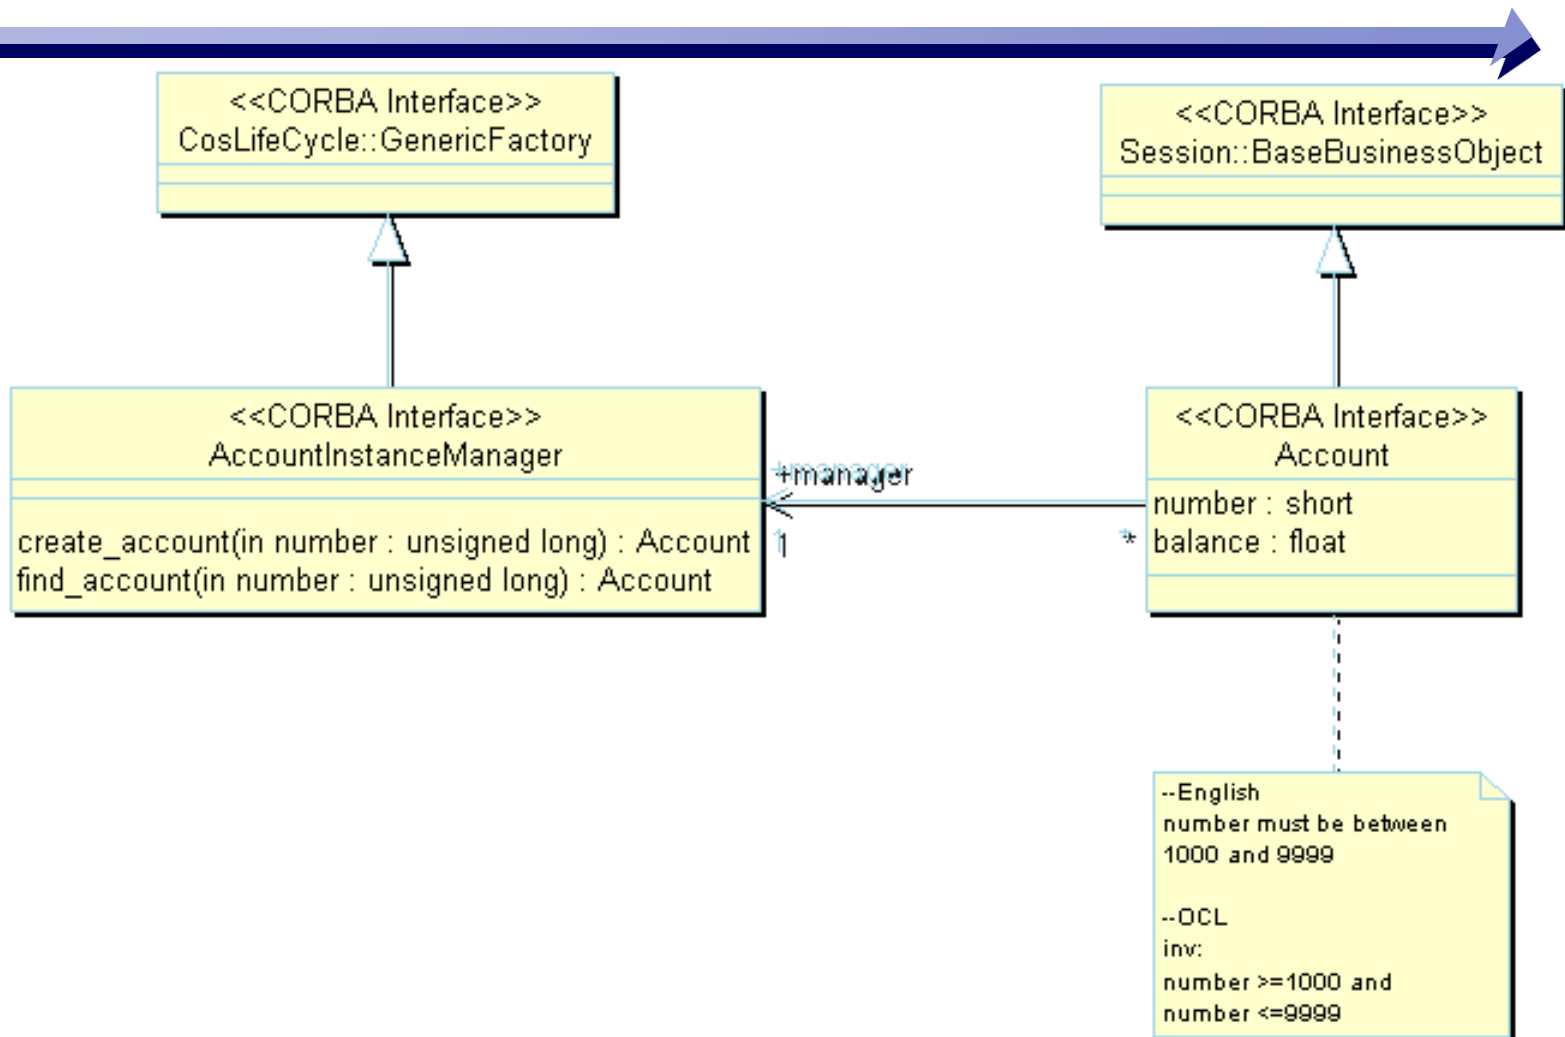 <<CORBA Interface>>
CosLifeCycle::GenericFactory
<<CORBA Interface>>
Session::BaseBusinessObject
<<CORBA Interface>>
AccountInstanceManager
create_account(in number : unsigned long) : Account
find_account(in number : unsigned long) : Account
+manager
1
*
<<CORBA Interface>>
Account
number : short
balance : float
--English
number must be between
1000 and 9999
--OCL
inv:
number >=1000 and
number <=9999